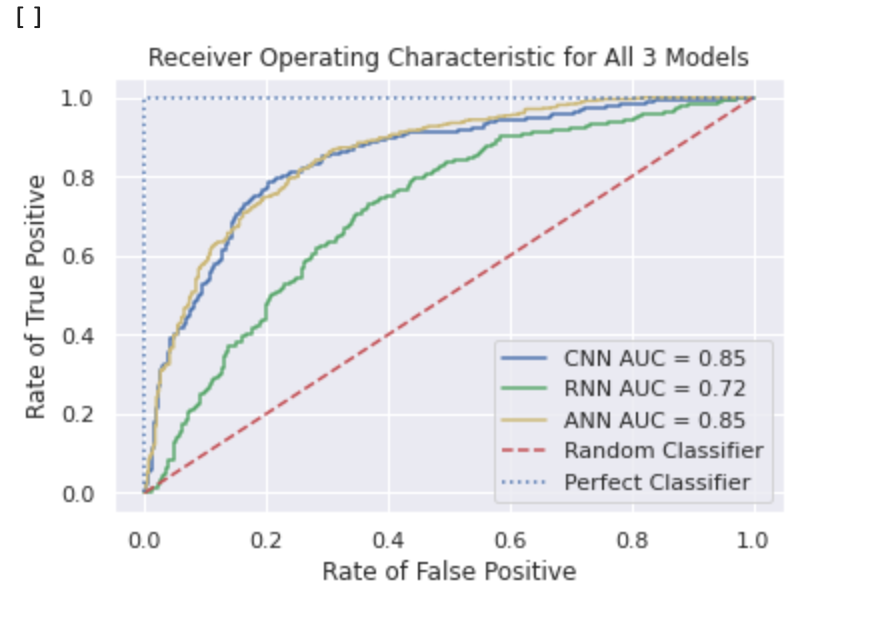 [ ]
Receiver Operating Characteristic for All 3 Models
Rate of True Positive
1.0
0.8
0.6
0.4
0.2
0.0
CNN AUC = 0.85
RNN AUC = 0.72
ANN AUC = 0.85
Random Classifier
Perfect Classifier
0.0 0.2 0.4 0.6 0.8 1.0
Rate of False Positive